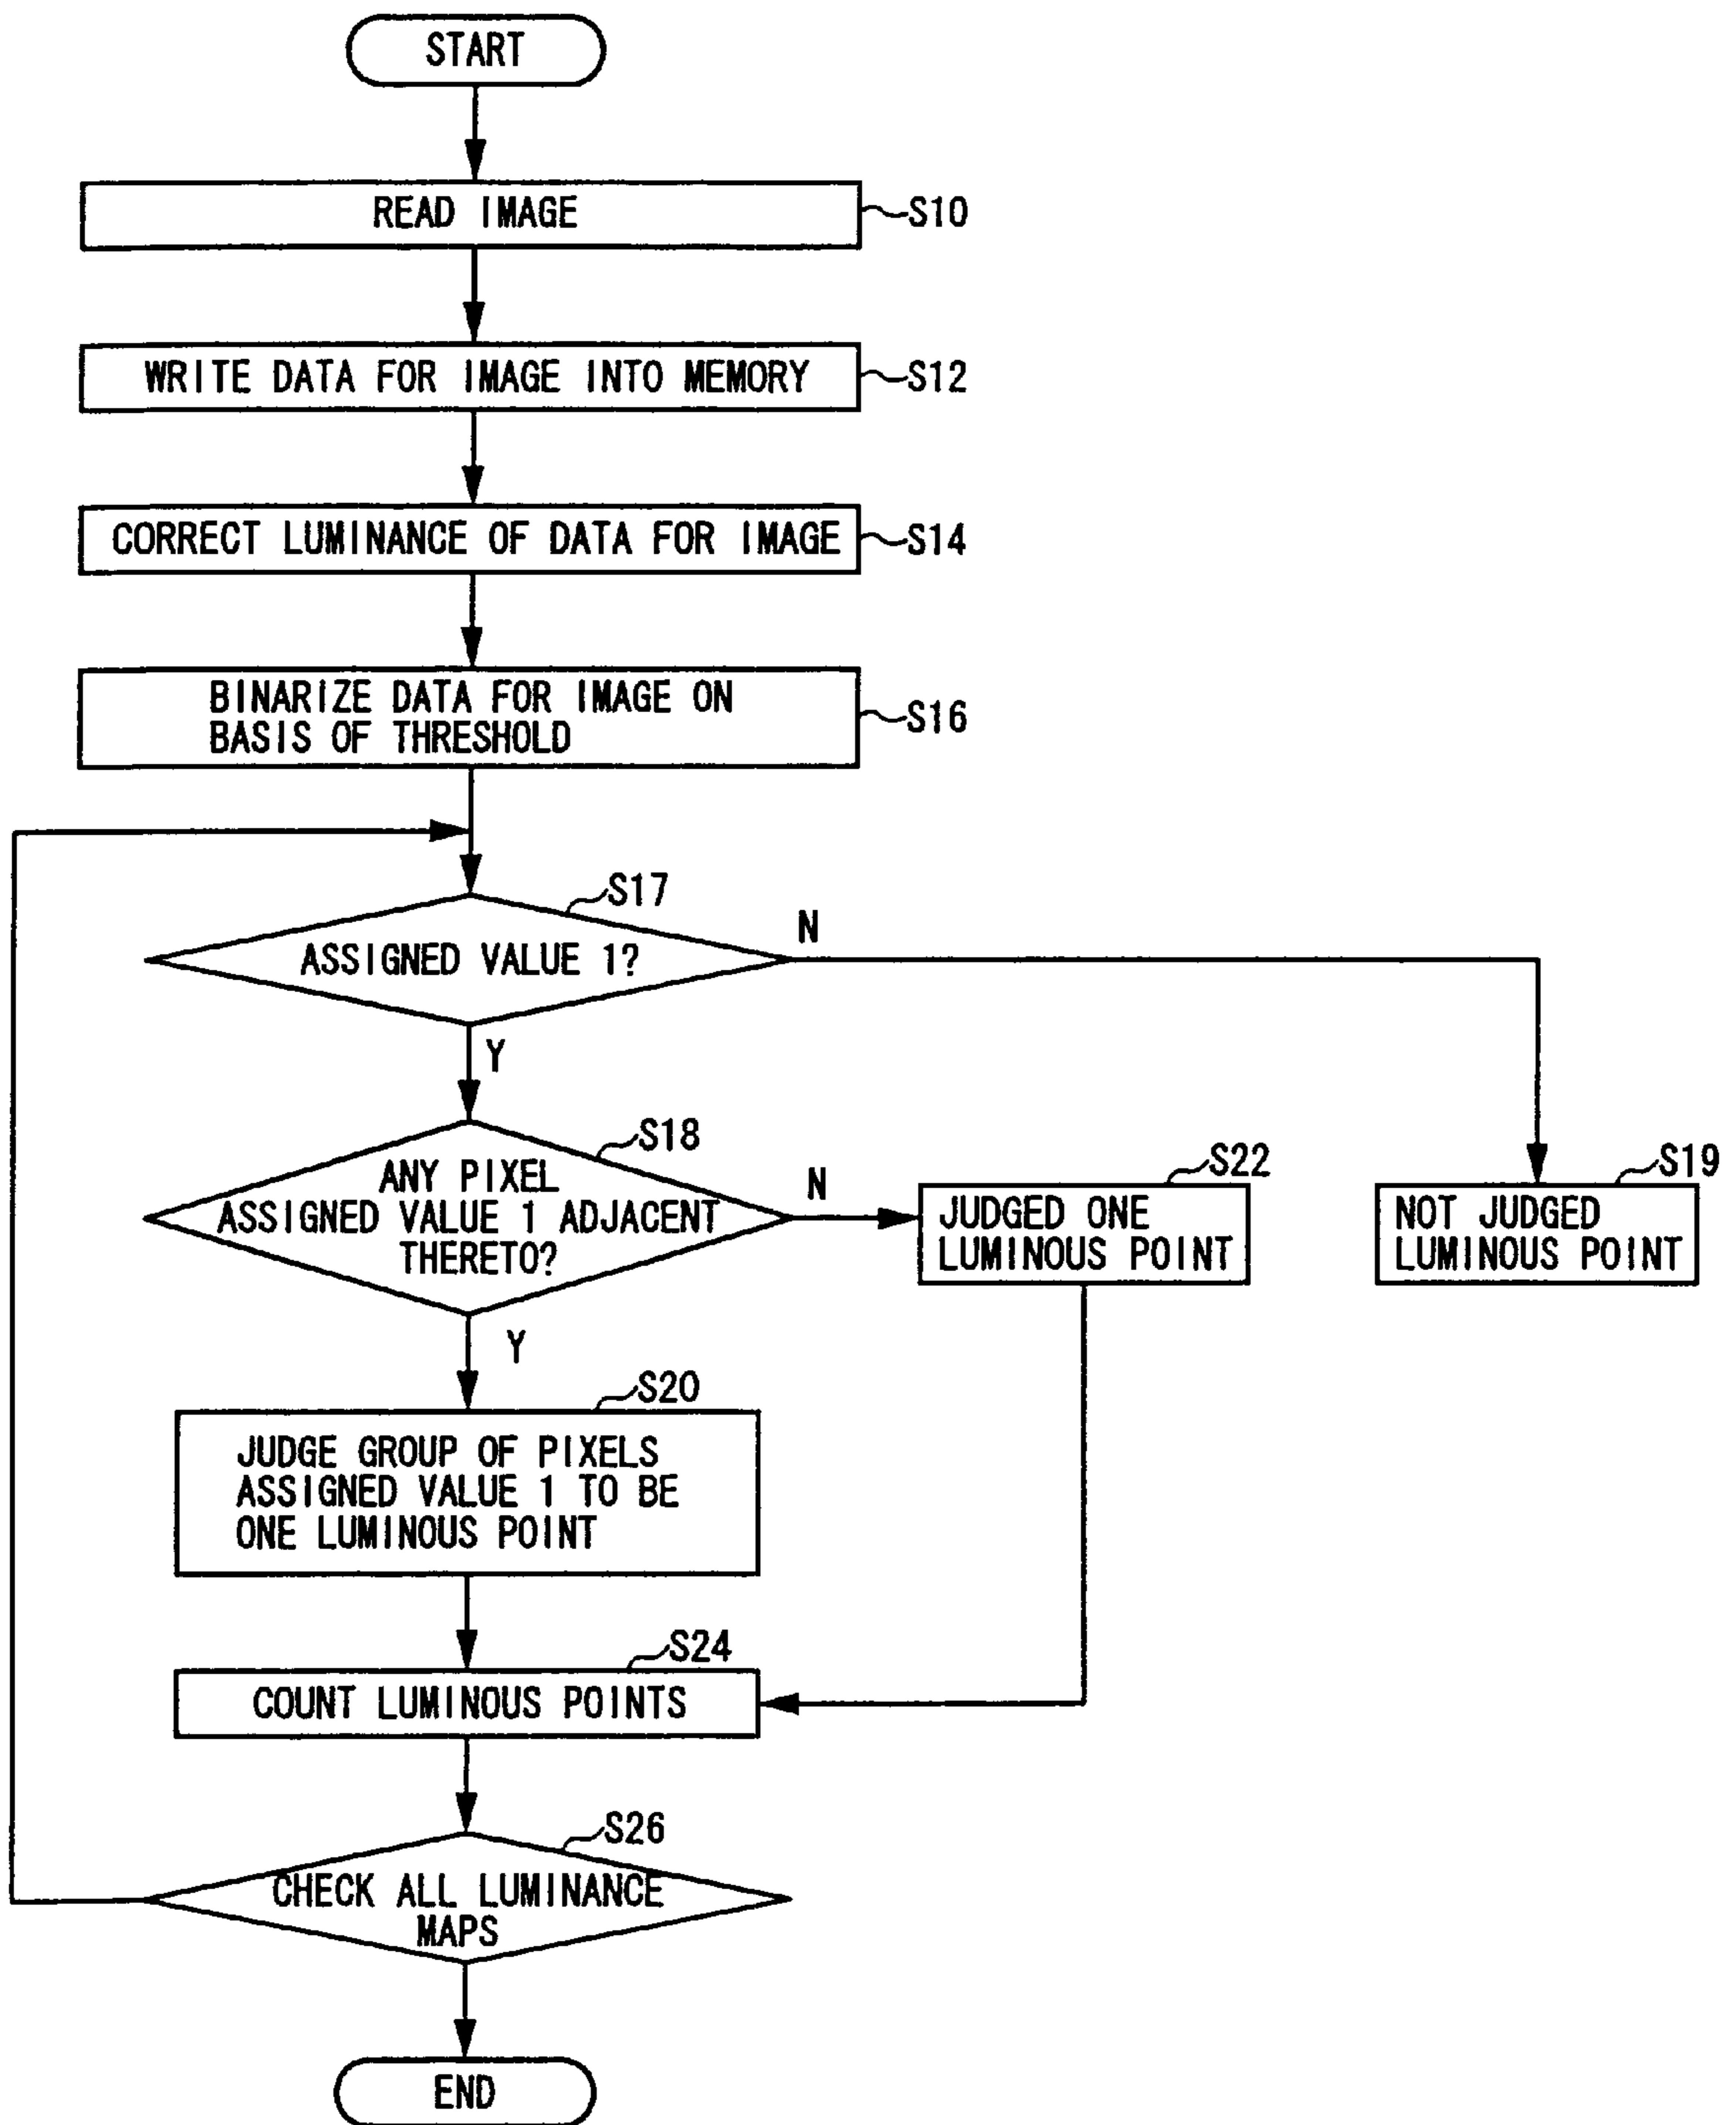 START
READ IMAGE
S10
WRITE DATA FOR IMAGE INTO MEMORY
S12
CORRECT LUMINANCE OF DATA FOR IMAGE
S14
BINARIZE DATA FOR IMAGE ON
BASIS OF THRESHOLD
S16
S17
ASSIGNED VALUE 1?
N
Y
S18
ANY PIXEL
ASSIGNED VALUE 1 ADJACENT
THERETO?
N
Y
S22
JUDGED ONE
LUMINOUS POINT
S19
NOT JUDGED
LUMINOUS POINT
S20
JUDGE GROUP OF PIXELS
ASSIGNED VALUE 1 TO BE
ONE LUMINOUS POINT
S24
COUNT LUMINOUS POINTS
S26
CHECK ALL LUMINANCE
MAPS
END